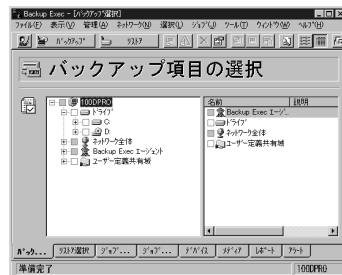 Backup Exec - [ﾊﾞｯｸｱｯﾌﾟ選択]
ﾌｧｲﾙ(F) 表示(V) 管理(A) ﾈｯﾄﾜｰｸ(N) 選択(L) ｼﾞｮﾌﾞ(J) ﾂｰﾙ(T) ｳｨﾝﾄﾞｳ(W) ﾍﾙﾌﾟ(H)
ﾊﾞｯｸｱｯﾌﾟ ﾘｽﾄｱ
バックアップ項目の選択
100DPRO
ﾄﾞﾗｲﾌﾞ
C:
D:
ﾈｯﾄﾜｰｸ全体
Backup Exec ｴｰｼﾞｪﾝﾄ
ﾕｰｻﾞｰ定義共有域
名前 説明
Backup Exec ｴｰｼﾞ...
ﾄﾞﾗｲﾌﾞ
ﾈｯﾄﾜｰｸ全体
ﾕｰｻﾞｰ定義共有域
ﾊﾞｯｸ... ﾘｽﾄｱ選択 ｼﾞｮﾌﾞ... ｼﾞｮﾌﾞ... ﾃﾞﾊﾞｲｽ ﾒﾃﾞｨｱ ﾚﾎﾟｰﾄ ｱﾗｰﾄ
準備完了 100DPRO